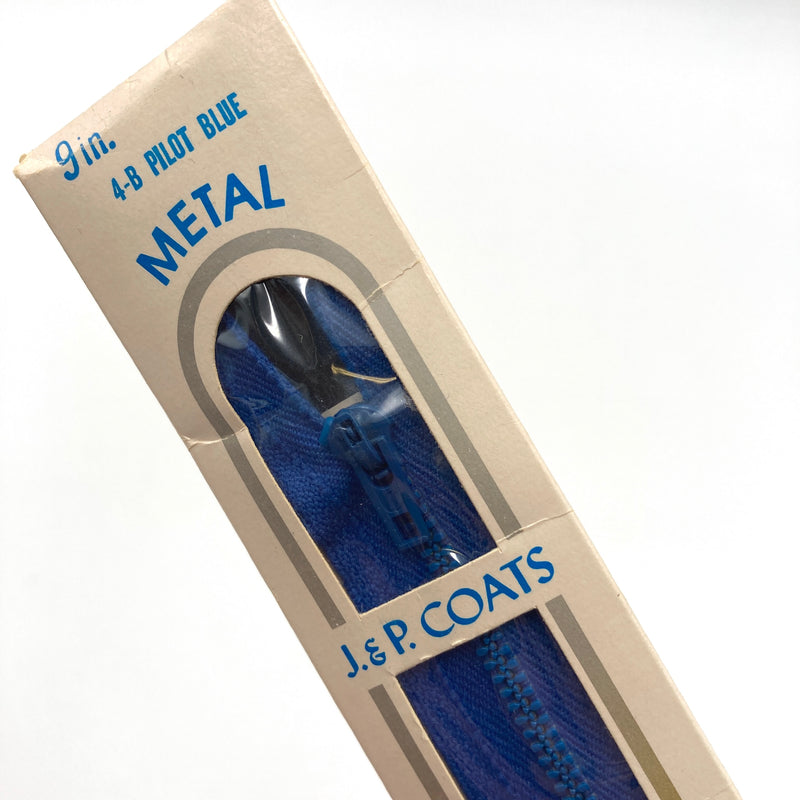 9in.
4-B PILOT BLUE
METAL
J.&P. COATS